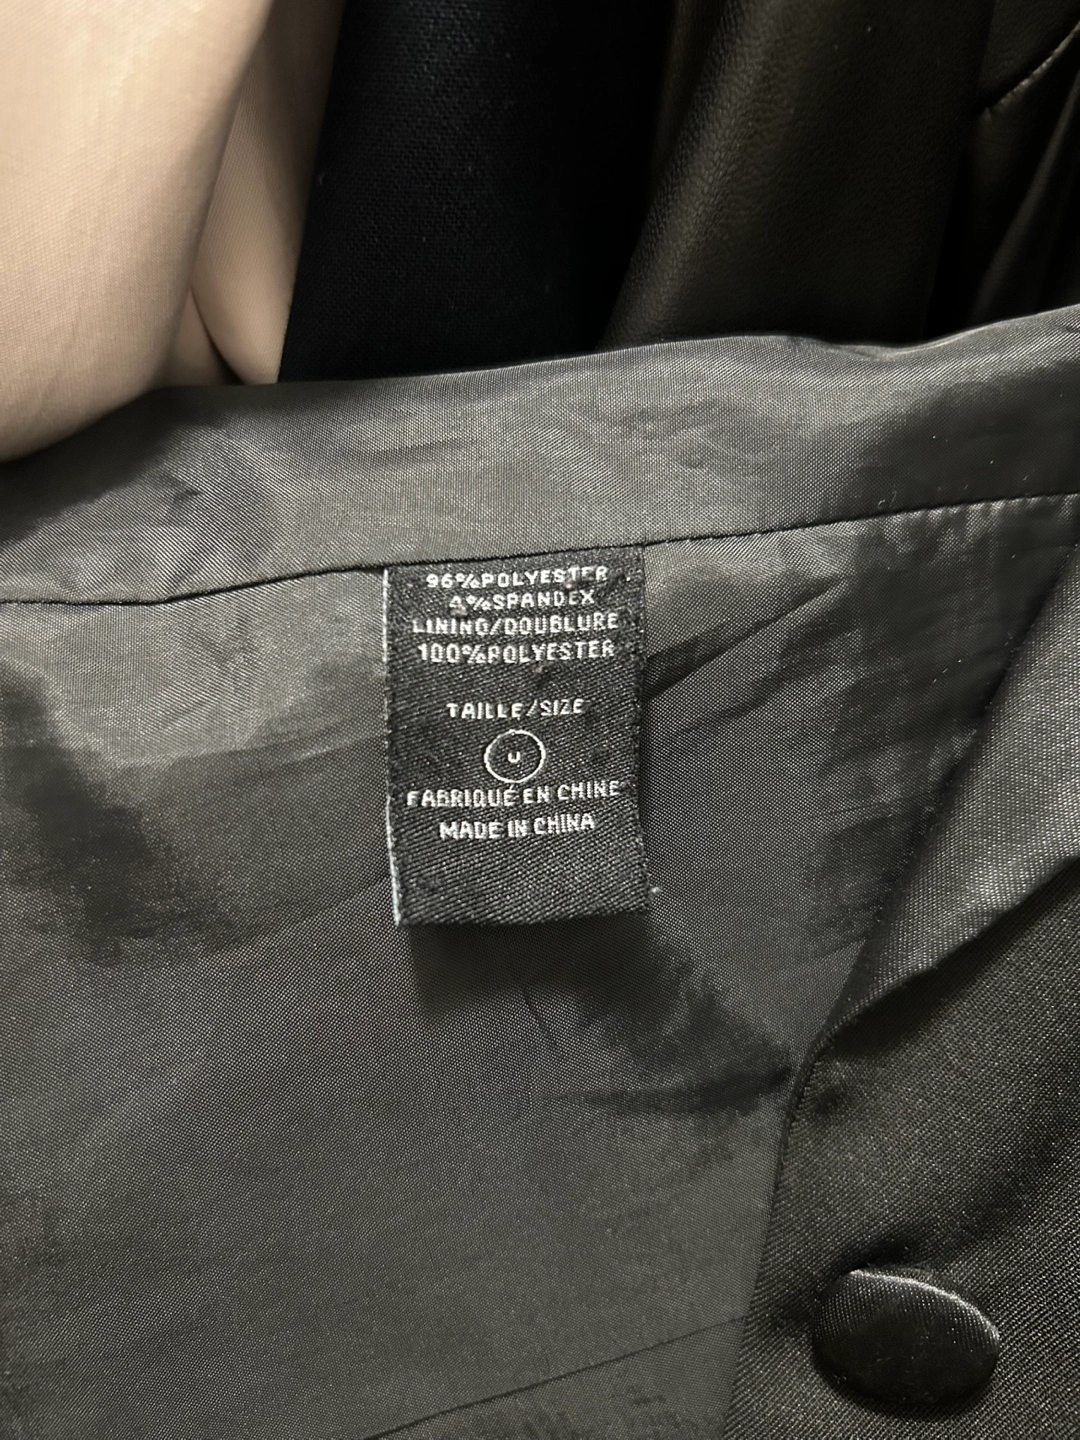 96%POLYESTER
4%SPANDEX
LINING/DOUBLURE
100%POLYESTER
TAILLE/SIZE
U
FABRIQUÉ EN CHINE
MADE IN CHINA